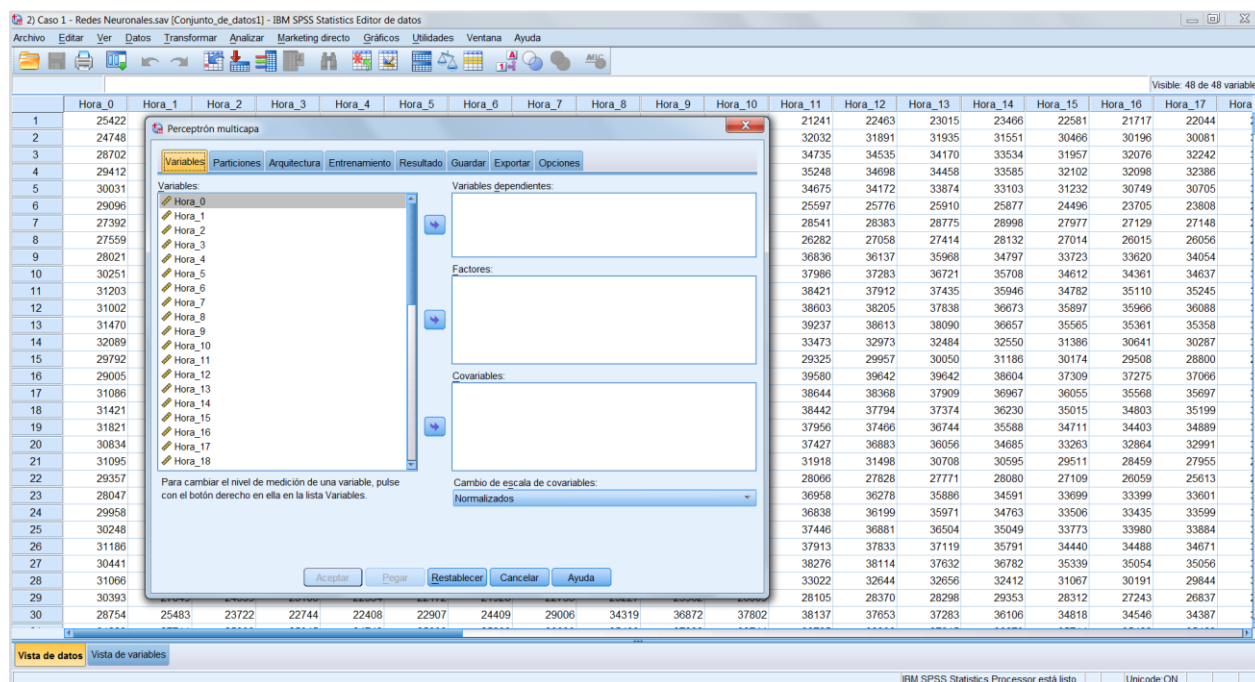 2) Caso 1 - Redes Neuronales.sav [Conjunto_de_datos1] - IBM SPSS Statistics Editor de datos
Archivo Editar Ver Datos Transformar Analizar Marketing directo Gráficos Utilidades Ventana Ayuda
Visible: 48 de 48 variable
Hora_0 Hora_1 Hora_2 Hora_3 Hora_4 Hora_5 Hora_6 Hora_7 Hora_8 Hora_9 Hora_10 Hora_11 Hora_12 Hora_13 Hora_14 Hora_15 Hora_16 Hora_17 Hora
1 25422 21241 22463 23015 23466 22581 21717 22044
2 24748 32032 31891 31935 31551 30466 30196 30081
3 28702 34735 34535 34170 33534 31957 32076 32242
4 29412 35248 34698 34458 33585 32102 32098 32386
5 30031 34675 34172 33874 33103 31232 30749 30705
6 29096 25597 25776 25910 25877 24496 23705 23808
7 27392 28541 28383 28775 28998 27977 27129 27148
8 27559 26282 27058 27414 28132 27014 26015 26056
9 28021 36836 36137 35968 34797 33723 33620 34054
10 30251 37986 37283 36721 35708 34612 34361 34637
11 31203 38421 37912 37435 35946 34782 35110 35245
12 31002 38603 38205 37838 36673 35897 35966 36088
13 31470 39237 38613 38090 36657 35565 35361 35358
14 32089 33473 32973 32484 32550 31386 30641 30287
15 29792 29325 29957 30050 31186 30174 29508 28800
16 29005 39580 39642 39642 38604 37309 37275 37066
17 31086 38644 38368 37909 36967 36055 35568 35697
18 31421 38442 37794 37374 36230 35015 34803 35199
19 31821 37956 37466 36744 35588 34711 34403 34889
20 30834 37427 36883 36056 34685 33263 32864 32991
21 31095 31918 31498 30708 30595 29511 28459 27955
22 29357 28066 27828 27771 28080 27109 26059 25613
23 28047 36958 36278 35886 34591 33699 33399 33601
24 29958 36838 36199 35971 34763 33506 33435 33599
25 30248 37446 36881 36504 35049 33773 33980 33884
26 31186 37913 37833 37119 35791 34440 34488 34671
27 30441 38276 38114 37632 36782 35339 35054 35056
28 31066 33022 32644 32656 32412 31067 30191 29844
29 30393 28105 28370 28298 29353 28312 27243 26837
30 28754 25483 23722 22744 22408 22907 24409 29006 34319 36872 37802 38137 37653 37283 36106 34818 34546 34387
Perceptrón multicapa
Variables Particiones Arquitectura Entrenamiento Resultado Guardar Exportar Opciones
Variables:
Hora_0
Hora_1
Hora_2
Hora_3
Hora_4
Hora_5
Hora_6
Hora_7
Hora_8
Hora_9
Hora_10
Hora_11
Hora_12
Hora_13
Hora_14
Hora_15
Hora_16
Hora_17
Hora_18
Para cambiar el nivel de medición de una variable, pulse
con el botón derecho en ella en la lista Variables.
Variables dependientes:
Factores:
Covariables:
Cambio de escala de covariables:
Normalizados
Aceptar Pegar Restablecer Cancelar Ayuda
Vista de datos Vista de variables
IBM SPSS Statistics Processor está listo Unicode:ON